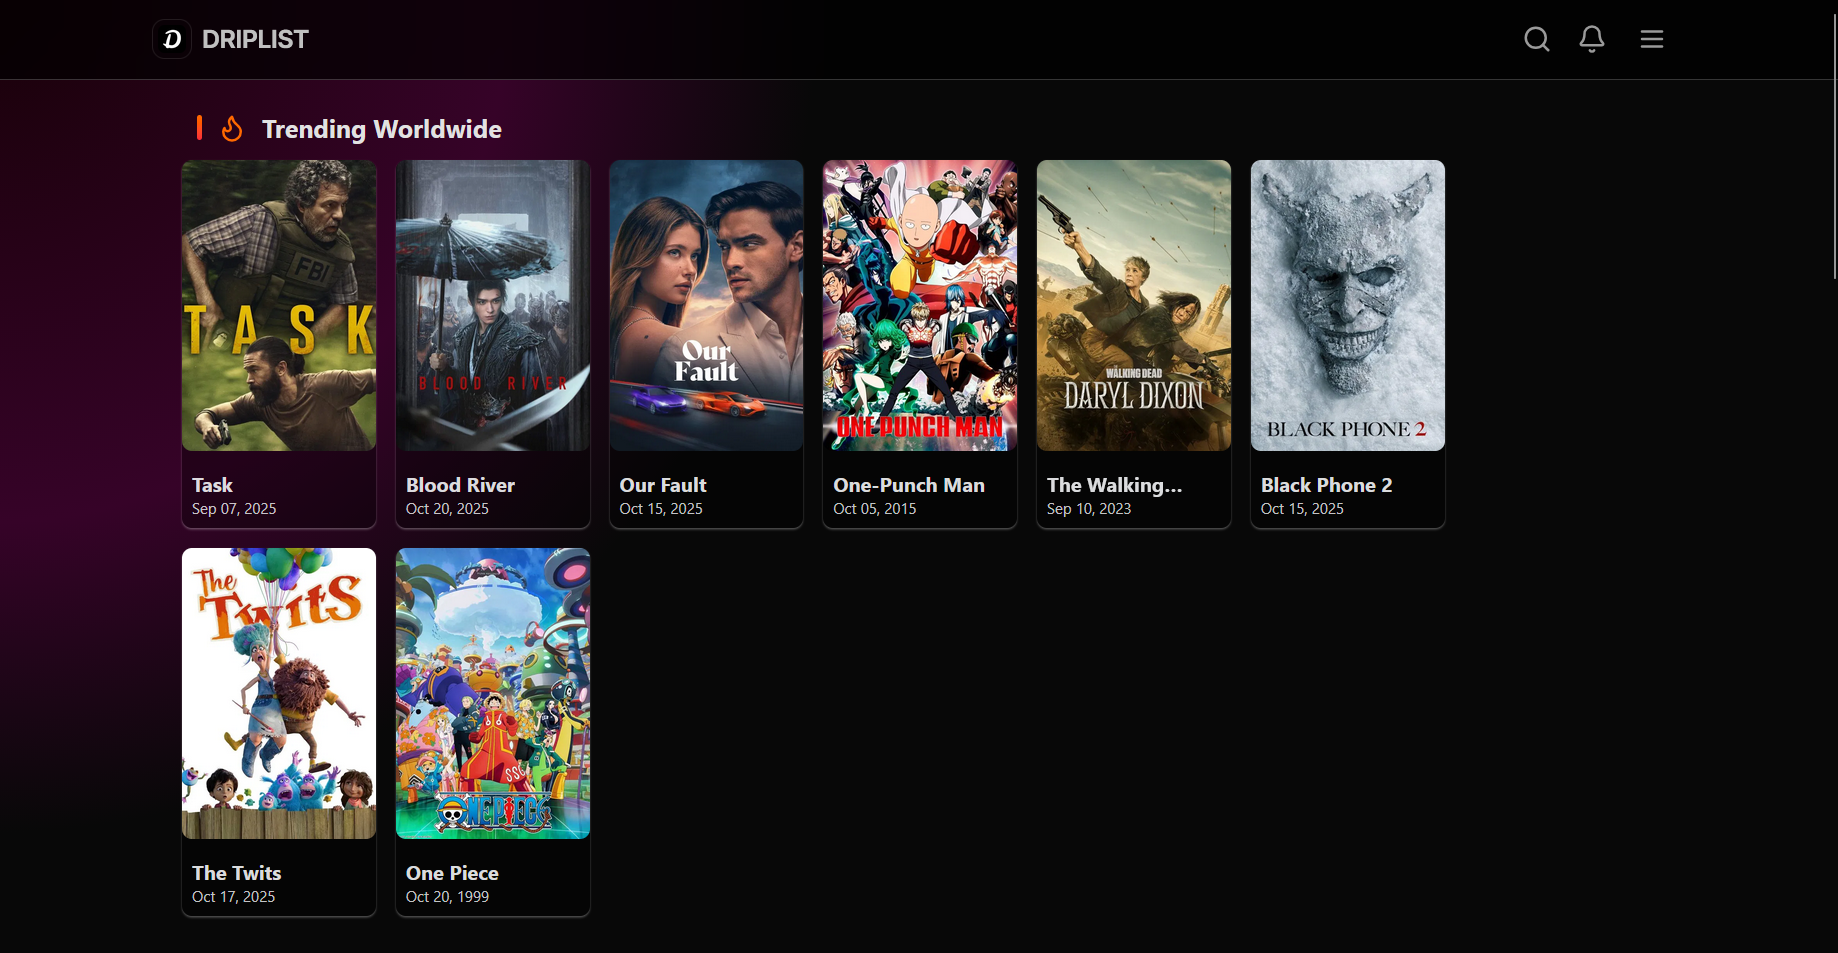 D DRIPLIST
Trending Worldwide
FBI
TASK
BLOOD RIVER
Our
Fault
ONE PUNCH MAN
THE
WALKING DEAD
DARYL DIXON
BLACK PHONE 2
Task
Sep 07, 2025
Blood River
Oct 20, 2025
Our Fault
Oct 15, 2025
One-Punch Man
Oct 05, 2015
The Walking...
Sep 10, 2023
Black Phone 2
Oct 15, 2025
The
Twits
SSG
ONE PIECE
The Twits
Oct 17, 2025
One Piece
Oct 20, 1999